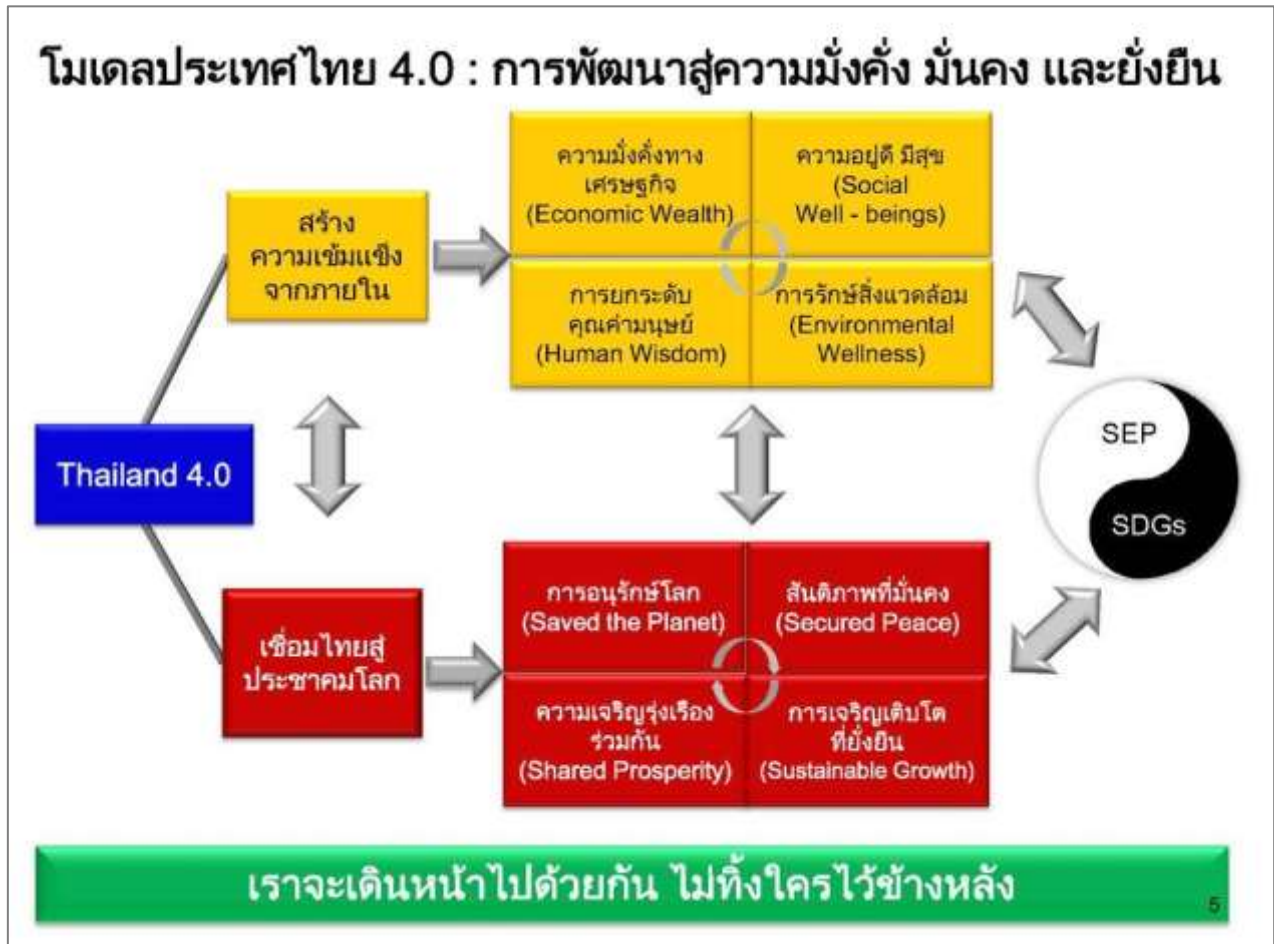 โมเดลประเทศไทย 4.0 : การพัฒนาสู่ความมั่งคั่ง มั่นคง และยั่งยืน
สร้าง
ความเข้มแข็ง
จากภายใน
ความมั่งคั่งทาง
เศรษฐกิจ
(Economic Wealth)
ความอยู่ดี มีสุข
(Social
Well - beings)
การยกระดับ
คุณค่ามนุษย์
(Human Wisdom)
การรักษ์สิ่งแวดล้อม
(Environmental
Wellness)
Thailand 4.0
SEP
SDGs
เชื่อมไทยสู่
ประชาคมโลก
การอนุรักษ์โลก
(Saved the Planet)
สันติภาพที่มั่นคง
(Secured Peace)
ความเจริญรุ่งเรือง
ร่วมกัน
(Shared Prosperity)
การเจริญเติบโต
ที่ยั่งยืน
(Sustainable Growth)
เราจะเดินหน้าไปด้วยกัน ไม่ทิ้งใครไว้ข้างหลัง
5